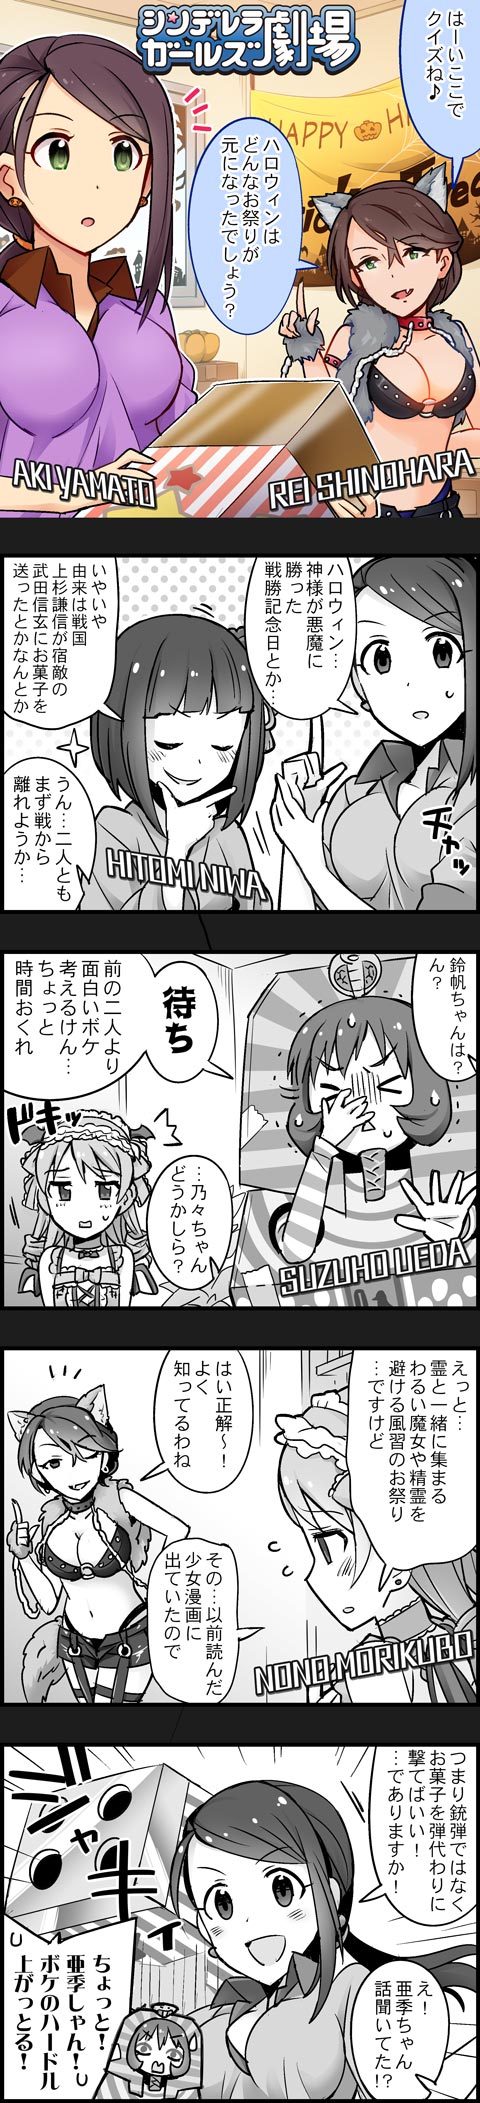 シンデレラ
ガールズ劇場
はーいここで
クイズね♪
HAPPY H
ハロウィンは
どんなお祭りが
元になったでしょう?
AKI YAMATO
REI SHINOHARA
ハロウィン…
神様が悪魔に
勝った
戦勝記念日とか…
チャッ
いやいや
由来は戦国
上杉謙信が宿敵の
武田信玄にお菓子を
送ったとかなんとか
うん…二人とも
まず戦から
離れようか…
HITOMI NIWA
鈴帆ちゃんは?
ん?
待ち
前の二人より
面白いボケ
考えるけん…
ちょっと
時間おくれ
ドキッ
…乃々ちゃん
どうかしら?
SUZUHO UEDA
えっと…
霊と一緒に集まる
わるい魔女や精霊を
避ける風習のお祭り
…ですけど
はい正解〜!
よく
知ってるわね
その…以前読んだ
少女漫画に
出ていたので
NONO MORIKUBO
つまり銃弾ではなく
お菓子を弾代わりに
撃てばいい!
…でありますか!
ジャキィン
え!
亜季ちゃん
話聞いてた!?
ちょっと!
亜季しゃん!
ボケのハードル
上がっとる!